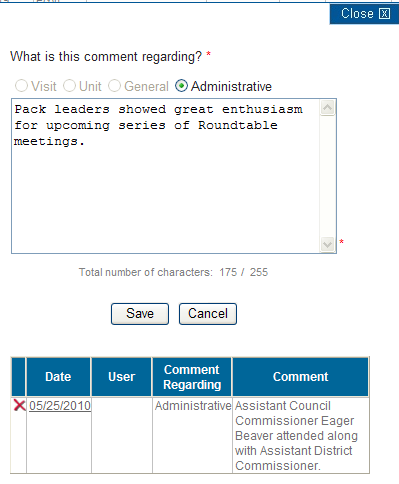 Close X
What is this comment regarding? *
Visit Unit General Administrative
Pack leaders showed great enthusiasm
for upcoming series of Roundtable
meetings.
*
Total number of characters: 175 / 255
Save Cancel
Date User Comment Regarding Comment
05/25/2010 Administrative Assistant Council
Commissioner Eager
Beaver attended along
with Assistant District
Commissioner.